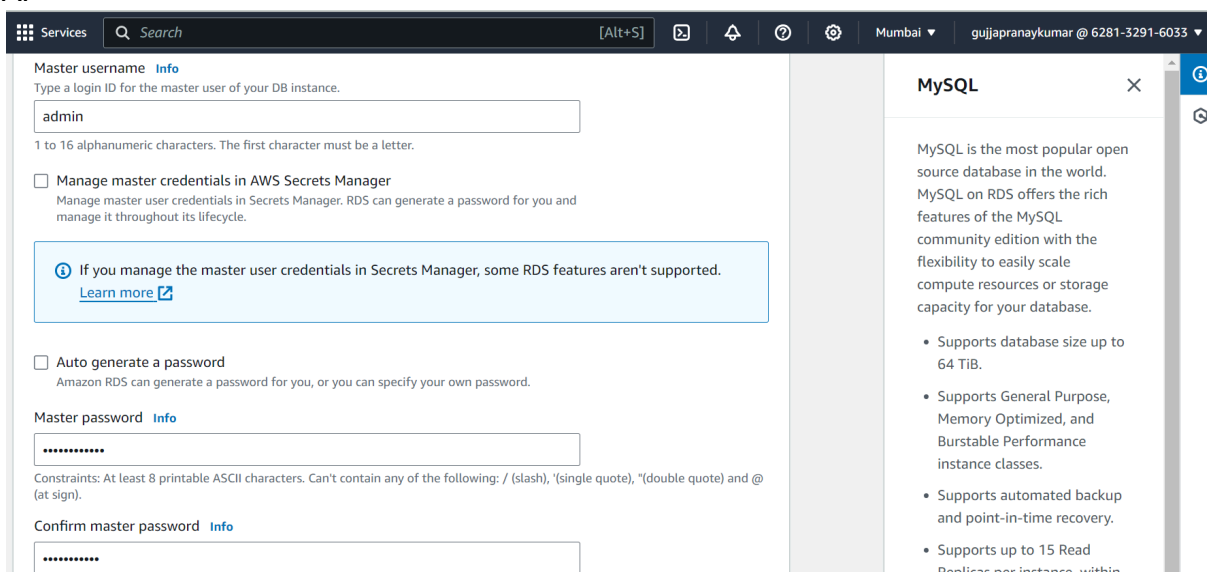 Services
Search
[Alt+S]
Mumbai ▼
gujjapranaykumar @ 6281-3291-6033 ▼
Master username Info
Type a login ID for the master user of your DB instance.
admin
1 to 16 alphanumeric characters. The first character must be a letter.
Manage master credentials in AWS Secrets Manager
Manage master user credentials in Secrets Manager. RDS can generate a password for you and
manage it throughout its lifecycle.
If you manage the master user credentials in Secrets Manager, some RDS features aren't supported.
Learn more
Auto generate a password
Amazon RDS can generate a password for you, or you can specify your own password.
Master password Info
••••••••••••
Constraints: At least 8 printable ASCII characters. Can't contain any of the following: / (slash), '(single quote), "(double quote) and @
(at sign).
Confirm master password Info
•••••••••••
MySQL
MySQL is the most popular open
source database in the world.
MySQL on RDS offers the rich
features of the MySQL
community edition with the
flexibility to easily scale
compute resources or storage
capacity for your database.
• Supports database size up to
64 TiB.
• Supports General Purpose,
Memory Optimized, and
Burstable Performance
instance classes.
• Supports automated backup
and point-in-time recovery.
• Supports up to 15 Read
Replicas per instance, within